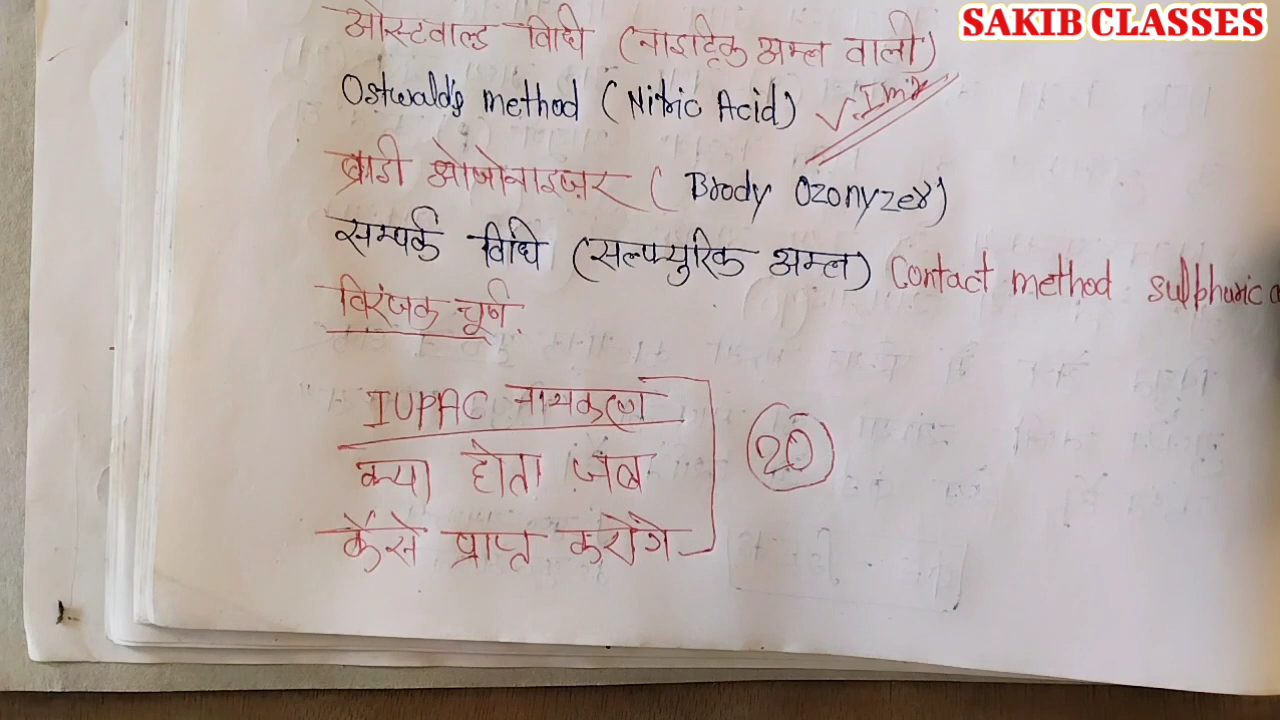 SAKIB CLASSES
ओस्टवाल्ड विधि (नाइट्रिक अम्ल वाली)
Ostwald's method (Nitric Acid) ✓ Imp
ब्राडी ओजोनाइज़र ( Brody Ozonyzer)
सम्पर्क विधि (सल्फ्युरिक अम्ल) Contact method sulphuric a
विरंजक चूर्ण.
IUPAC नामकरण
क्या होता जब
कैसे प्राप्त करोगे
20